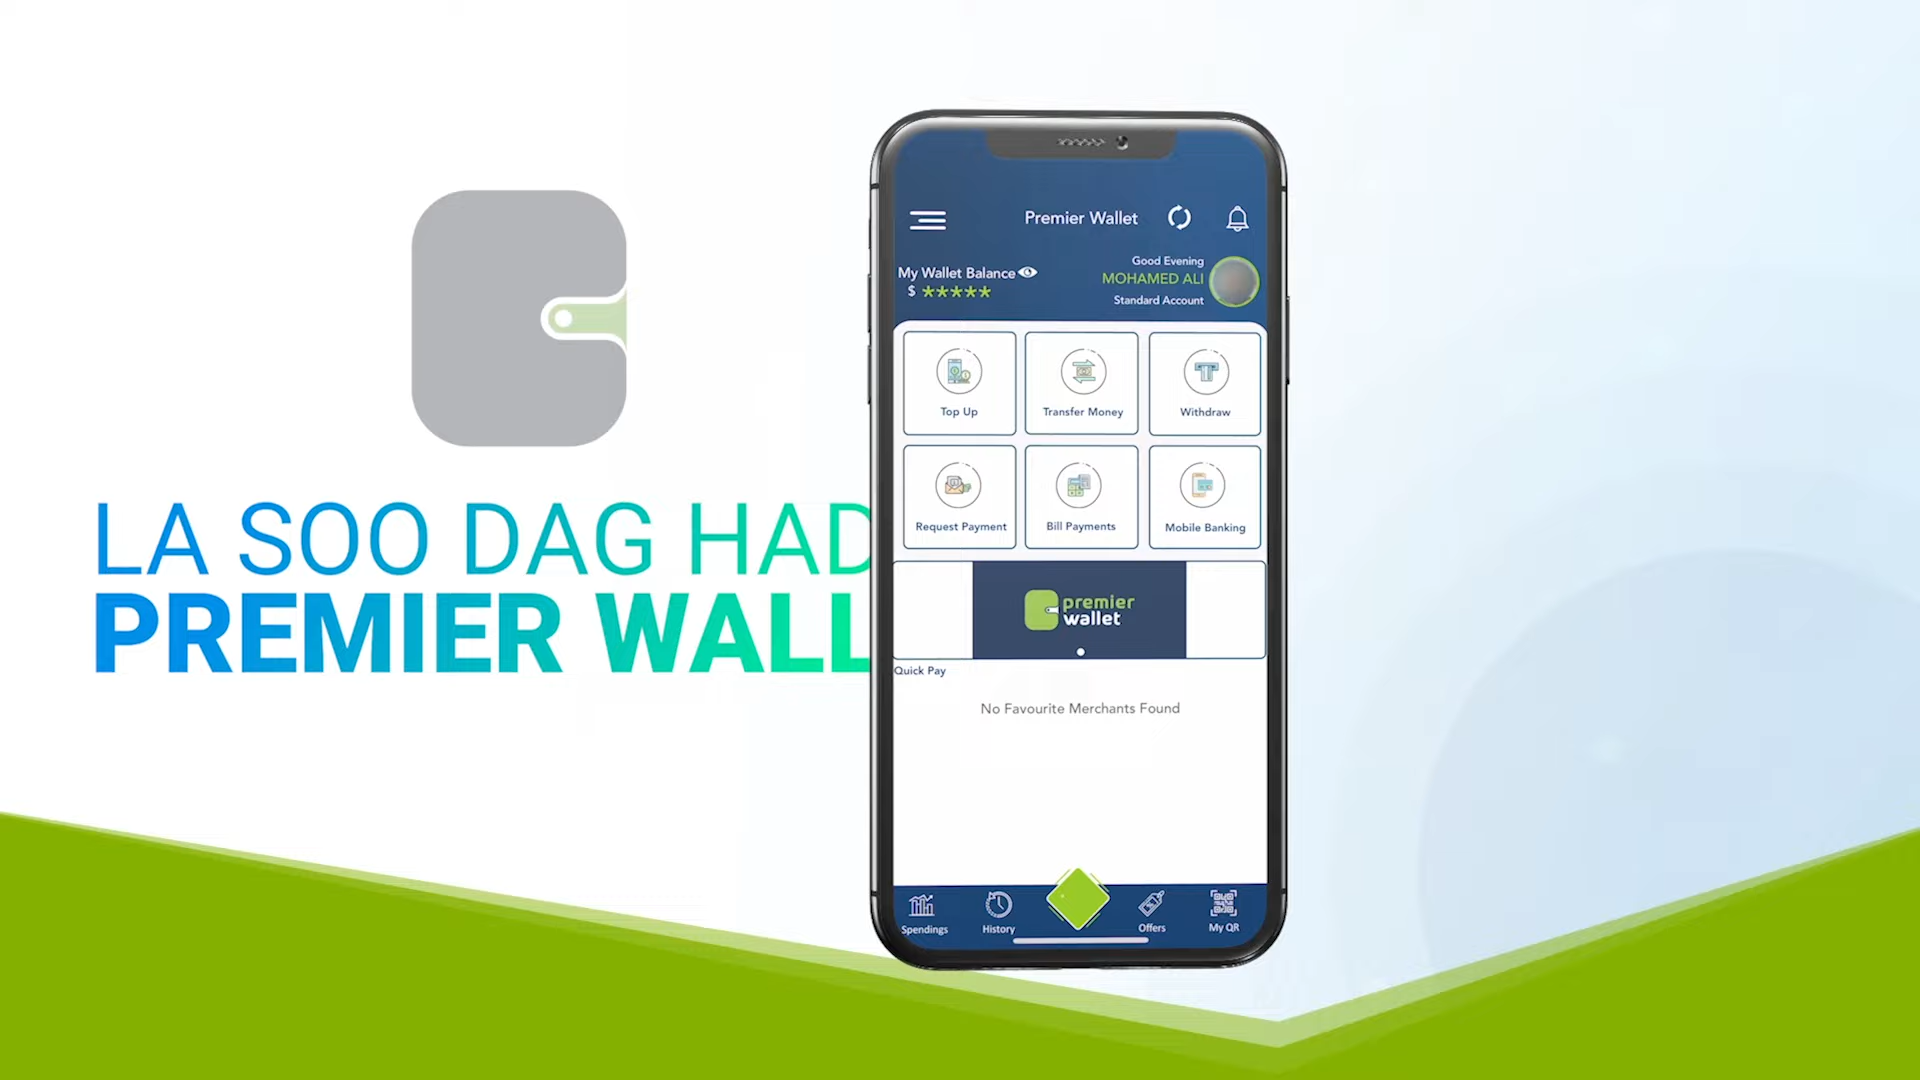 LA SOO DAG HAD
PREMIER WALL
Premier Wallet
My Wallet Balance
$ *****
Good Evening
MOHAMED ALI
Standard Account
Top Up
Transfer Money
Withdraw
Request Payment
Bill Payments
Mobile Banking
premier
wallet
Quick Pay
No Favourite Merchants Found
Spendings
History
Offers
My QR